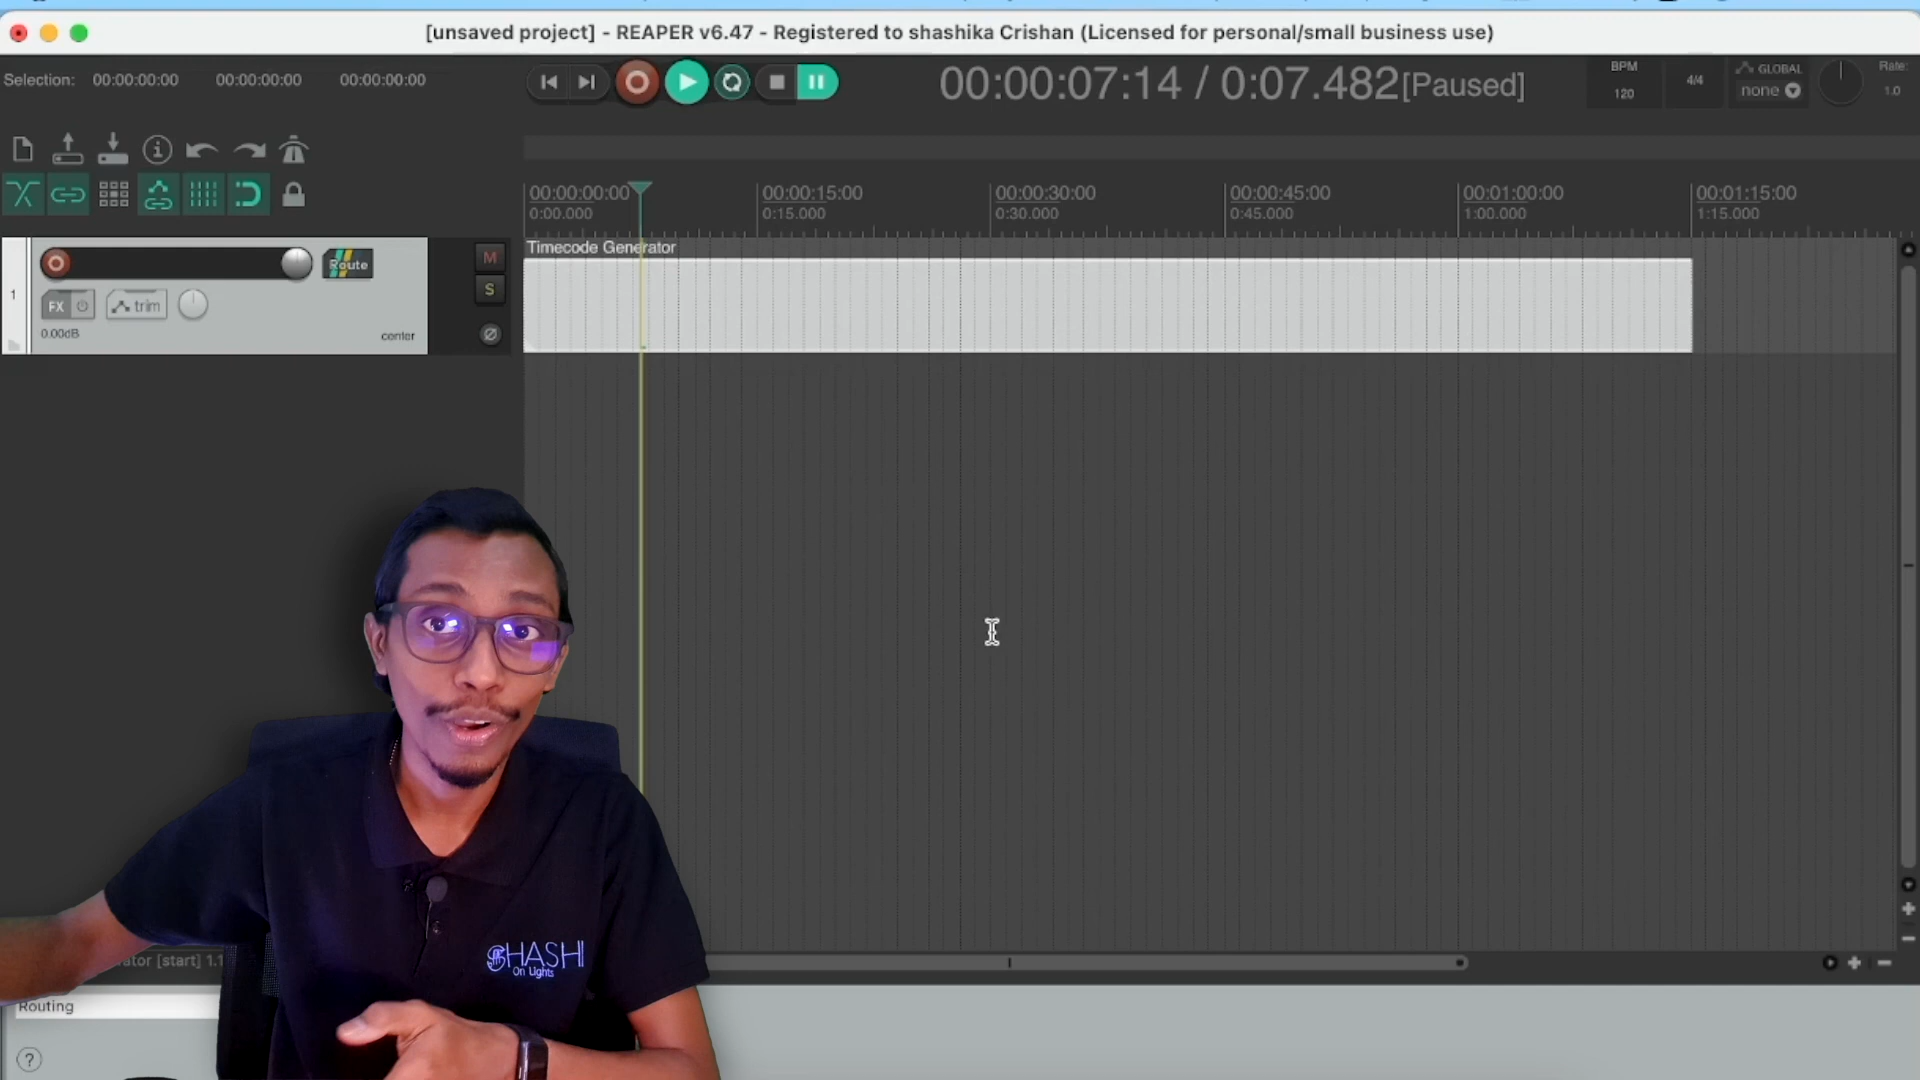 [unsaved project] - REAPER v6.47 - Registered to shashika Crishan (Licensed for personal/small business use)
Selection: 00:00:00:00 00:00:00:00 00:00:00:00
00:00:07:14 / 0:07.482 [Paused]
BPM
120
4/4
GLOBAL
none
Rate:
1.0
00:00:00:00 00:00:15:00 00:00:30:00 00:00:45:00 00:01:00:00 00:01:15:00
0:00.000 0:15.000 0:30.000 0:45.000 1:00.000 1:15.000
Timecode Generator
1
Route
M
S
FX
trim
0.00dB
center
SHASHI
On Lights
ator [start] 1.1
Routing
?